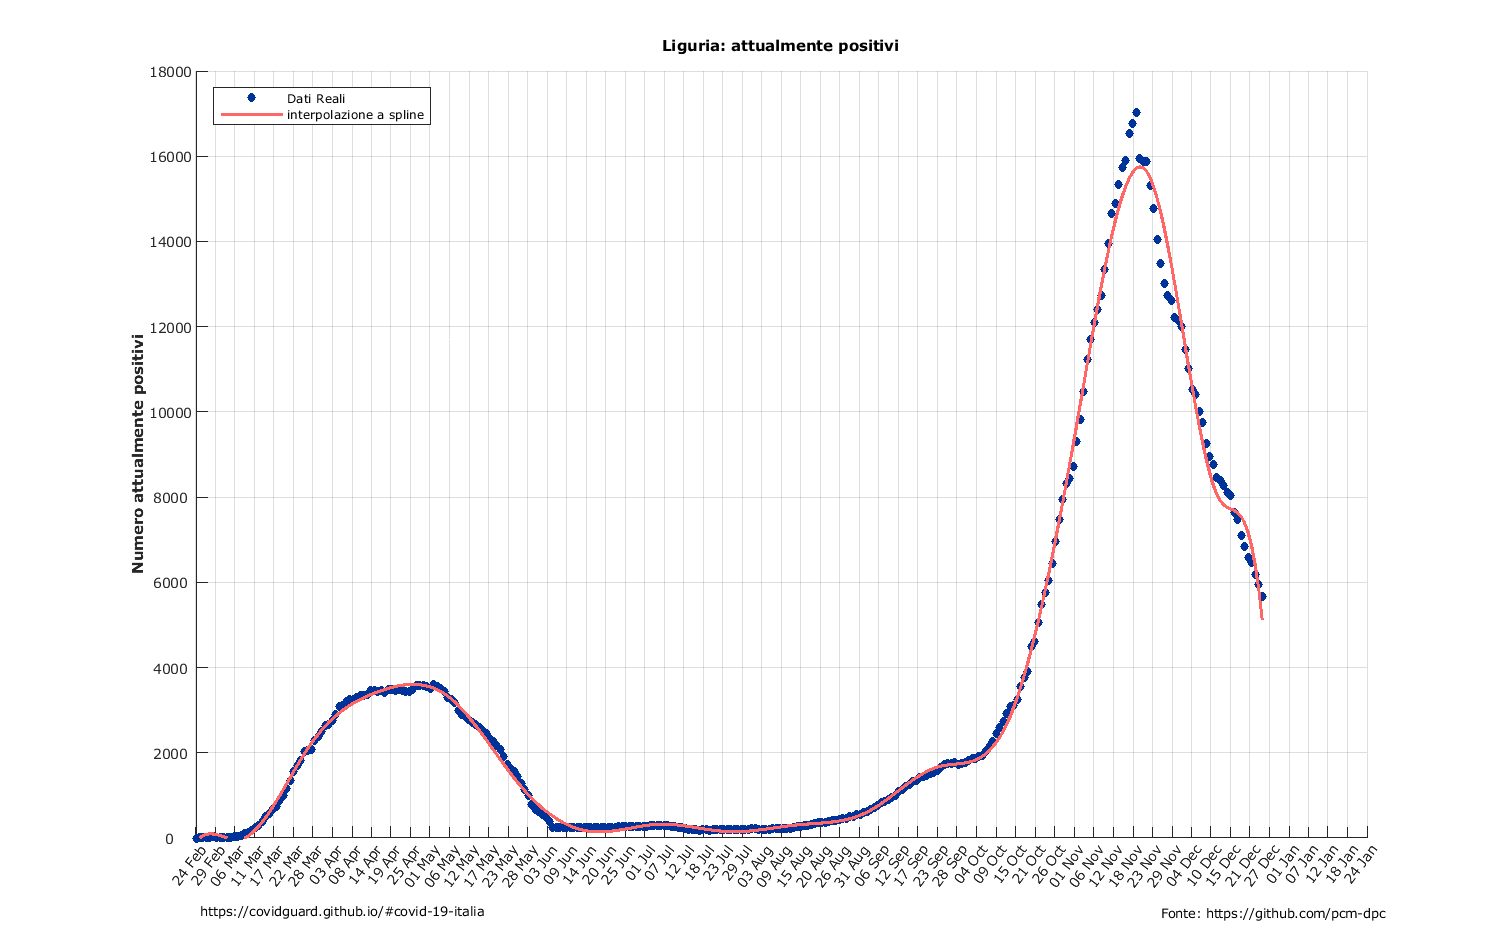 Liguria: attualmente positivi
Dati Reali
interpolazione a spline
Numero attualmente positivi
18000
16000
14000
12000
10000
8000
6000
4000
2000
0
24 Feb
29 Feb
06 Mar
11 Mar
17 Mar
22 Mar
28 Mar
03 Apr
08 Apr
14 Apr
19 Apr
25 Apr
01 May
06 May
12 May
17 May
23 May
28 May
03 Jun
09 Jun
14 Jun
20 Jun
25 Jun
01 Jul
07 Jul
12 Jul
18 Jul
23 Jul
29 Jul
03 Aug
09 Aug
15 Aug
20 Aug
26 Aug
31 Aug
06 Sep
12 Sep
17 Sep
23 Sep
28 Oct
04 Oct
09 Oct
15 Oct
21 Oct
26 Oct
01 Nov
06 Nov
12 Nov
18 Nov
23 Nov
29 Nov
04 Dec
10 Dec
15 Dec
21 Dec
27 Dec
01 Jan
07 Jan
12 Jan
18 Jan
24 Jan
https://covidguard.github.io/#covid-19-italia
Fonte: https://github.com/pcm-dpc